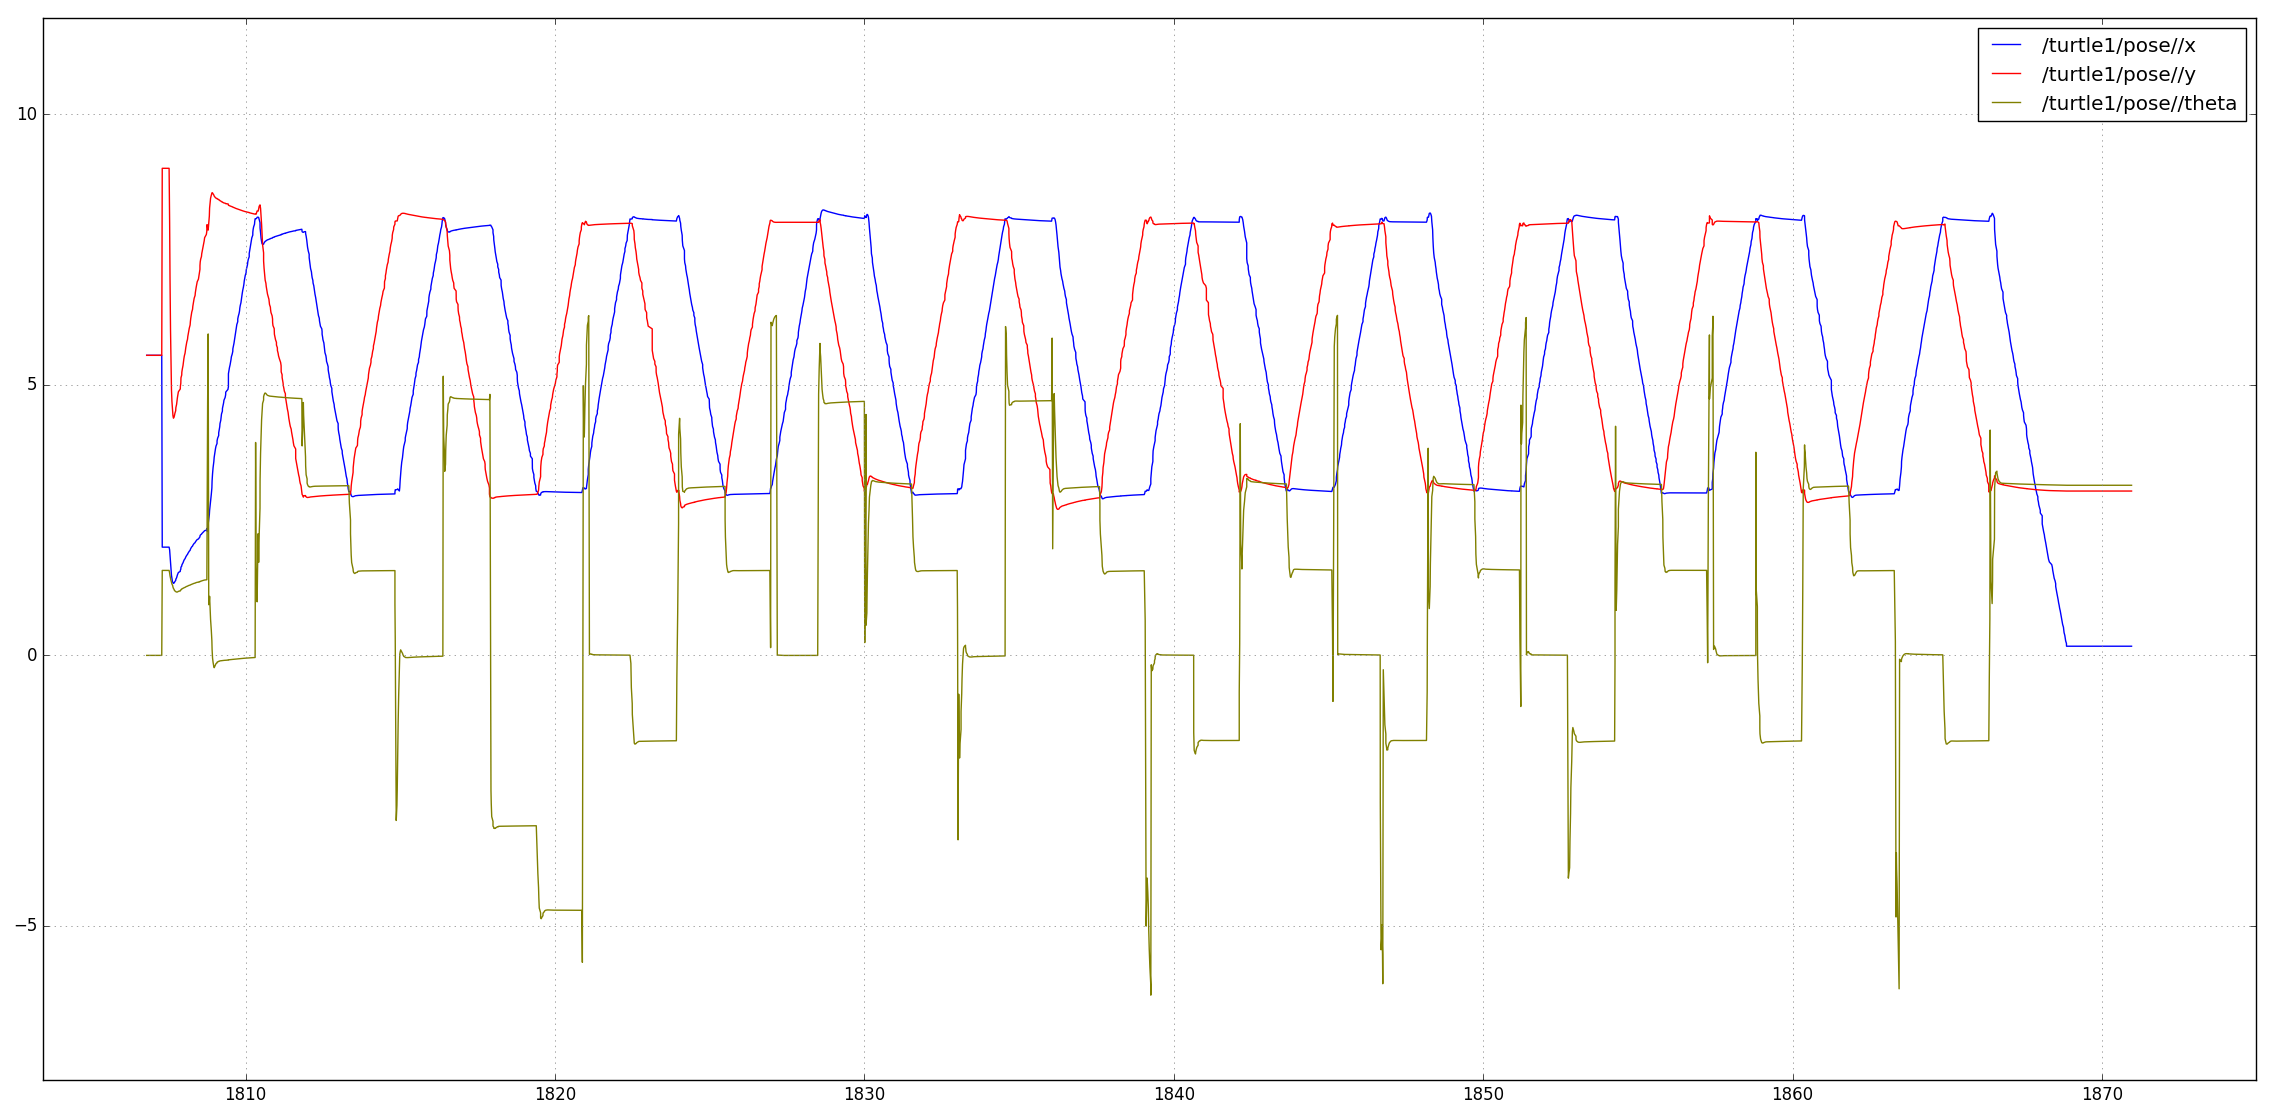 /turtle1/pose//x
/turtle1/pose//y
/turtle1/pose//theta
10
5
0
−5
1810 1820 1830 1840 1850 1860 1870